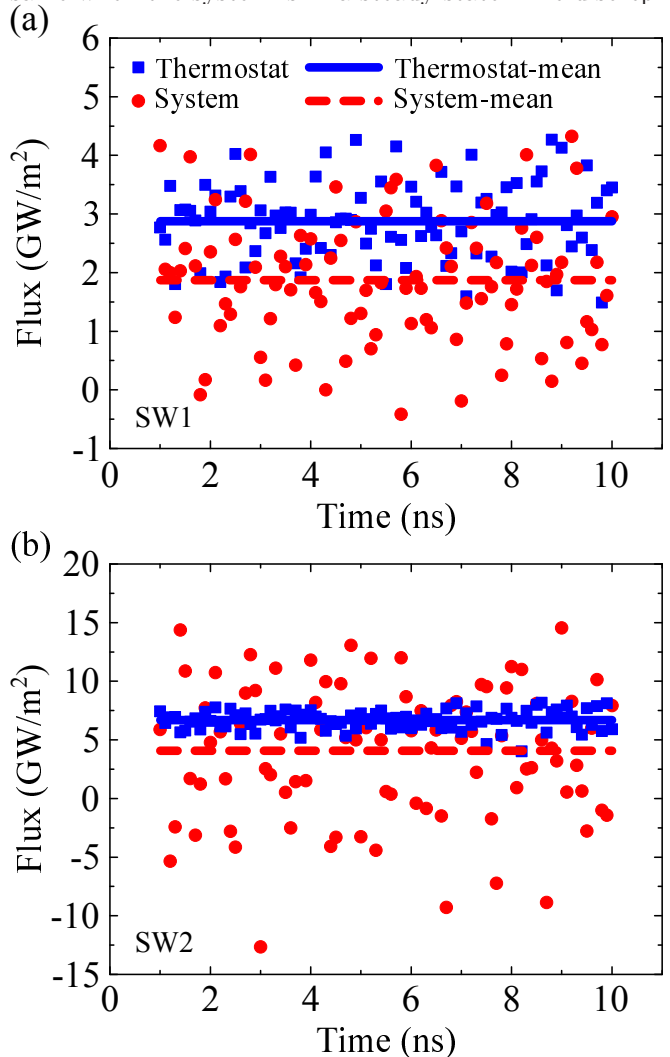 (a)
6
5
4
3
2
1
0
-1
Flux (GW/m²)
Thermostat
Thermostat-mean
System
System-mean
SW1
0 2 4 6 8 10
Time (ns)
(b)
20
15
10
5
0
-5
-10
-15
Flux (GW/m²)
SW2
0 2 4 6 8 10
Time (ns)